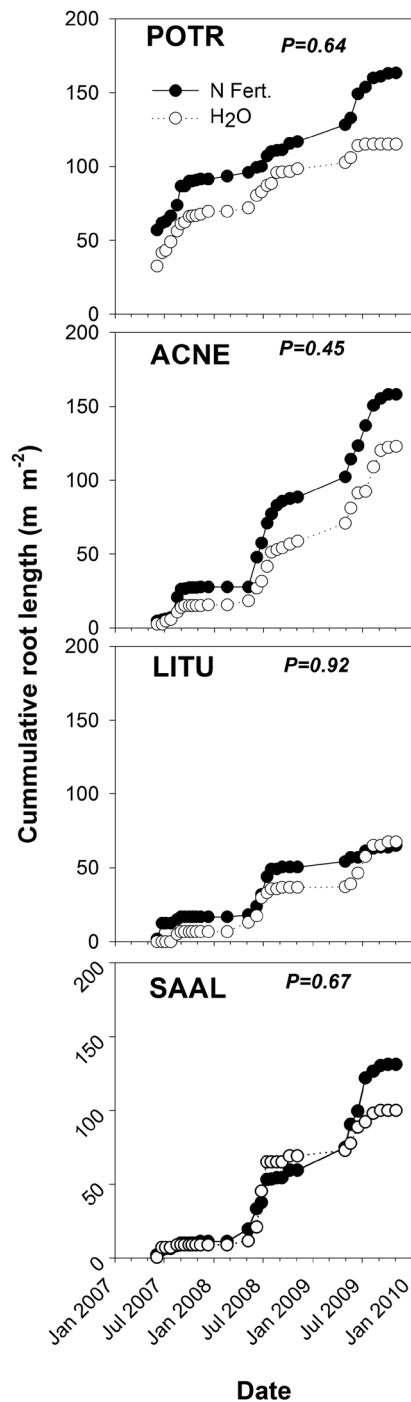 POTR
P=0.64
N Fert.
H2O
200
150
100
50
0
ACNE
P=0.45
200
150
100
50
0
LITU
P=0.92
200
150
100
50
0
SAAL
P=0.67
200
150
100
50
0
Cummulative root length (m m-2)
Jan 2007
Jul 2007
Jan 2008
Jul 2008
Jan 2009
Jul 2009
Jan 2010
Date